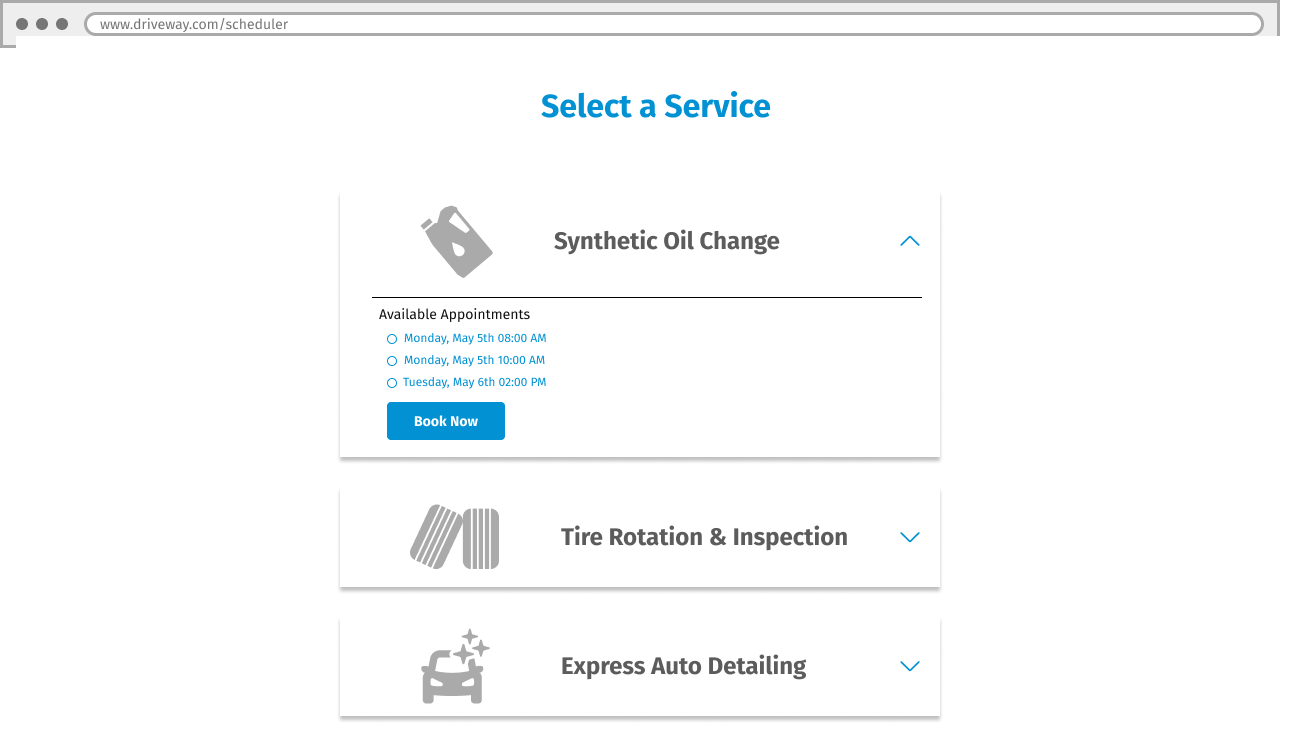 www.driveway.com/scheduler
Select a Service
Synthetic Oil Change
Available Appointments
Monday, May 5th 08:00 AM
Monday, May 5th 10:00 AM
Tuesday, May 6th 02:00 PM
Book Now
Tire Rotation & Inspection
Express Auto Detailing